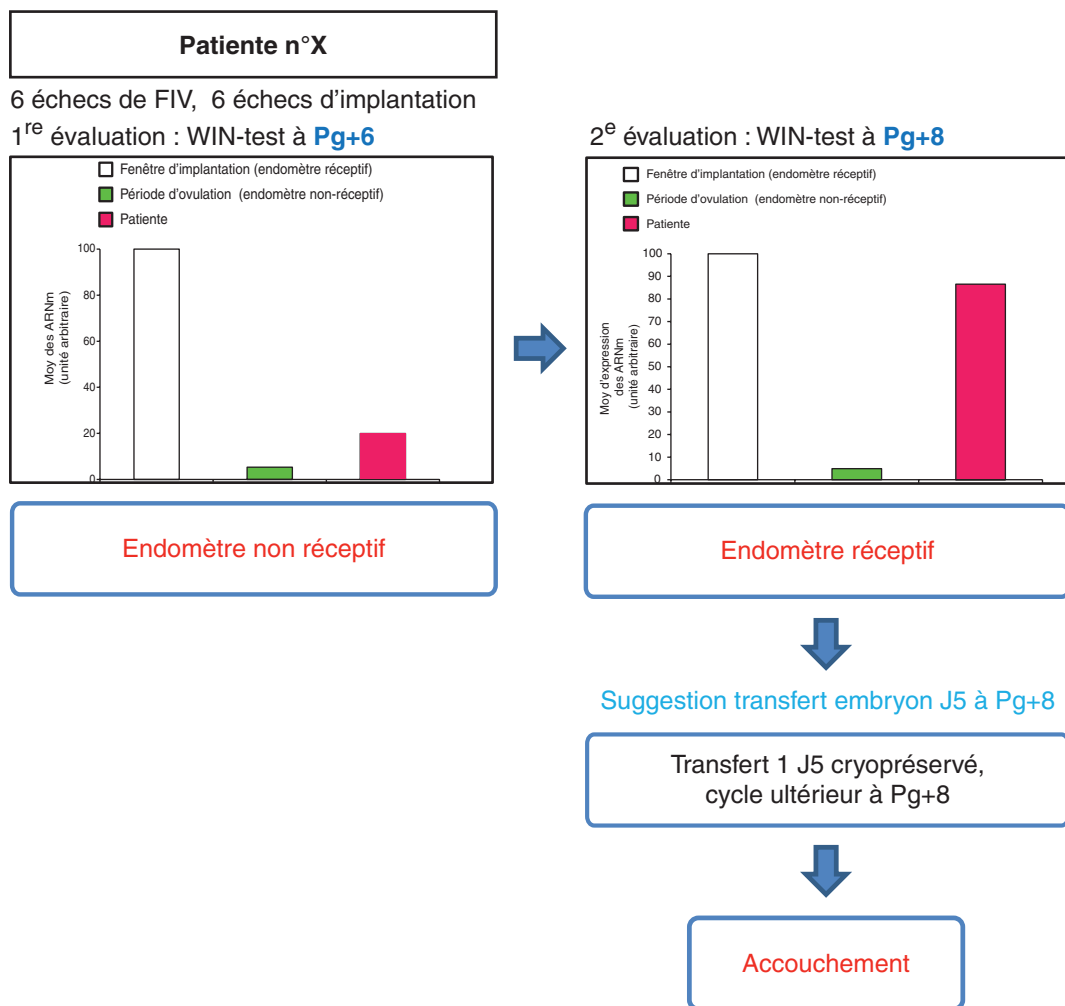 Patiente n°X
6 échecs de FIV, 6 échecs d'implantation
1re évaluation : WIN-test à Pg+6
Fenêtre d'implantation (endomètre réceptif)
Période d'ovulation (endomètre non-réceptif)
Patiente
Moy des ARNm
(unité arbitraire)
100
80
60
40
20
0
Endomètre non réceptif
2e évaluation : WIN-test à Pg+8
Fenêtre d'implantation (endomètre réceptif)
Période d'ovulation (endomètre non-réceptif)
Patiente
Moy d'expression
des ARNm
(unité arbitraire)
100
90
80
70
60
50
40
30
20
10
0
Endomètre réceptif
Suggestion transfert embryon J5 à Pg+8
Transfert 1 J5 cryopréservé,
cycle ultérieur à Pg+8
Accouchement